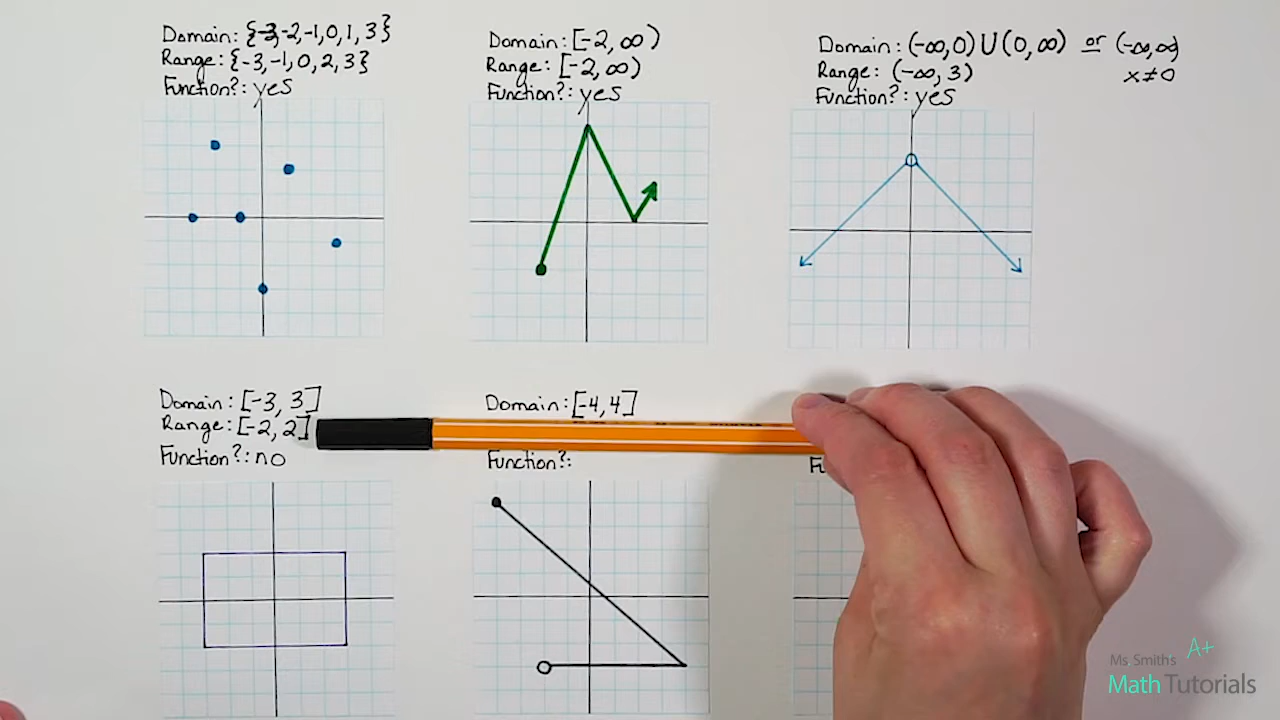 Domain: {-3,-2,-1,0,1,3}
Range: {-3,-1,0,2,3}
Function?: yes
Domain: [-2, ∞)
Range: [-2, ∞)
Function?: yes
Domain: (-∞,0) U (0, ∞) or (-∞,∞)
Range: (-∞, 3) x≠0
Function?: yes
Domain: [-3, 3]
Range: [-2, 2]
Function?: no
Domain: [-4,4]
Function?:
Ms Smith's A+
Math Tutorials